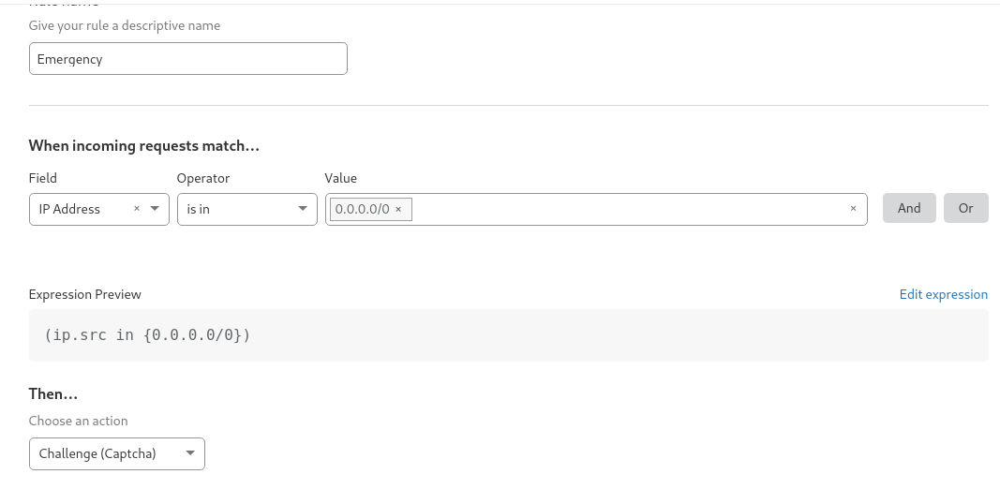 Give your rule a descriptive name
Emergency
When incoming requests match...
Field Operator Value
IP Address × is in 0.0.0.0/0 × × And Or
Expression Preview Edit expression
(ip.src in {0.0.0.0/0})
Then...
Choose an action
Challenge (Captcha)